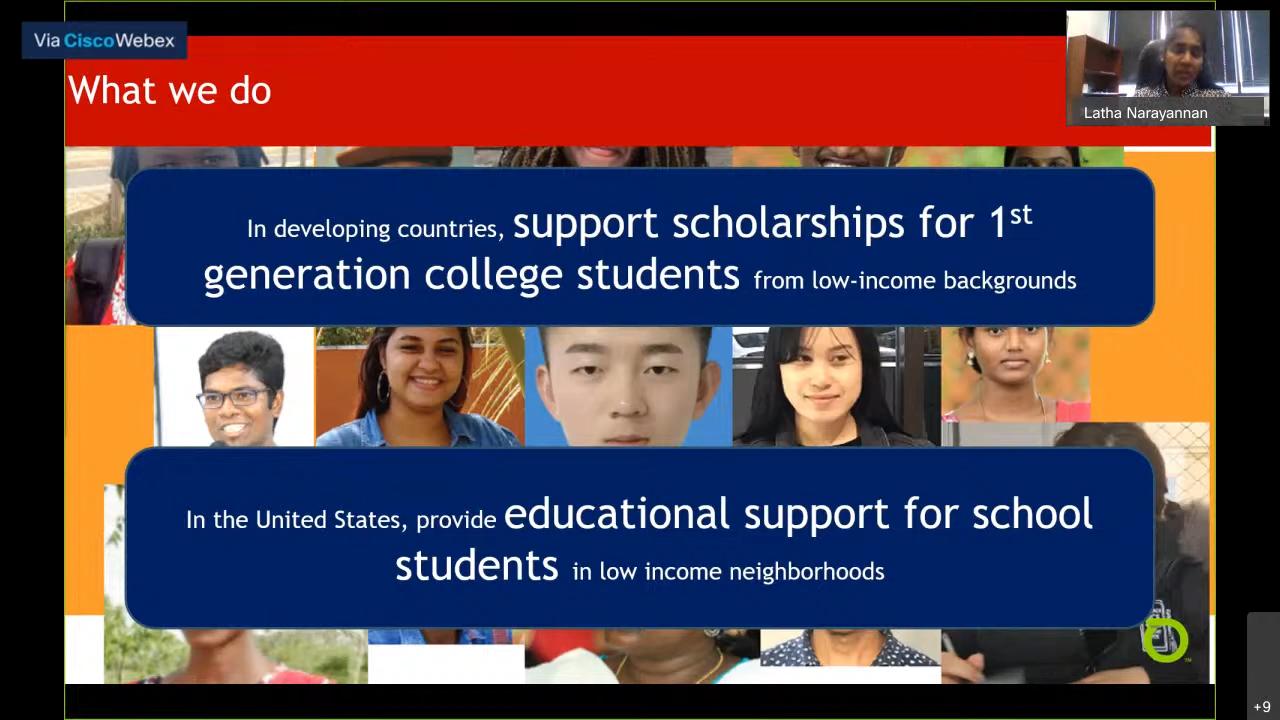 Via CiscoWebex
What we do
Latha Narayannan
In developing countries, support scholarships for 1st
generation college students from low-income backgrounds
In the United States, provide educational support for school
students in low income neighborhoods
+9